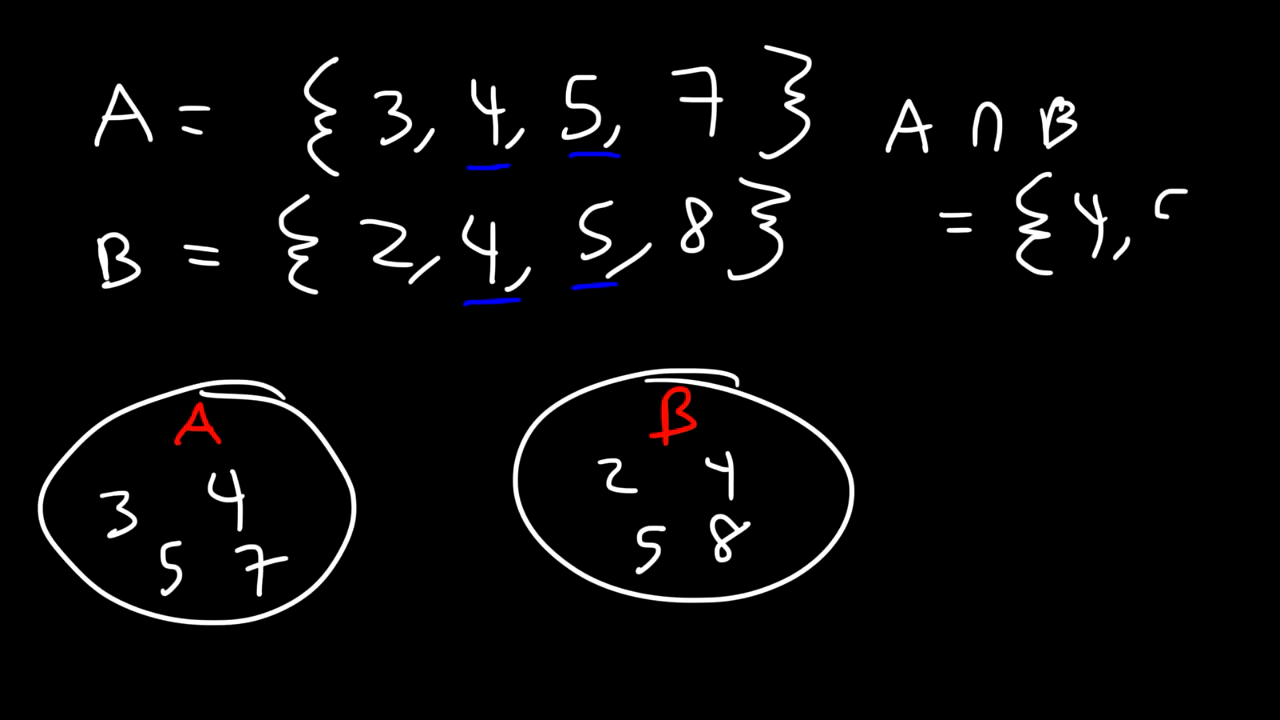 A = {3, 4, 5, 7}
A ∩ B
B = {2, 4, 5, 8}
= {4,
A
3 4
5 7
B
2 4
5 8